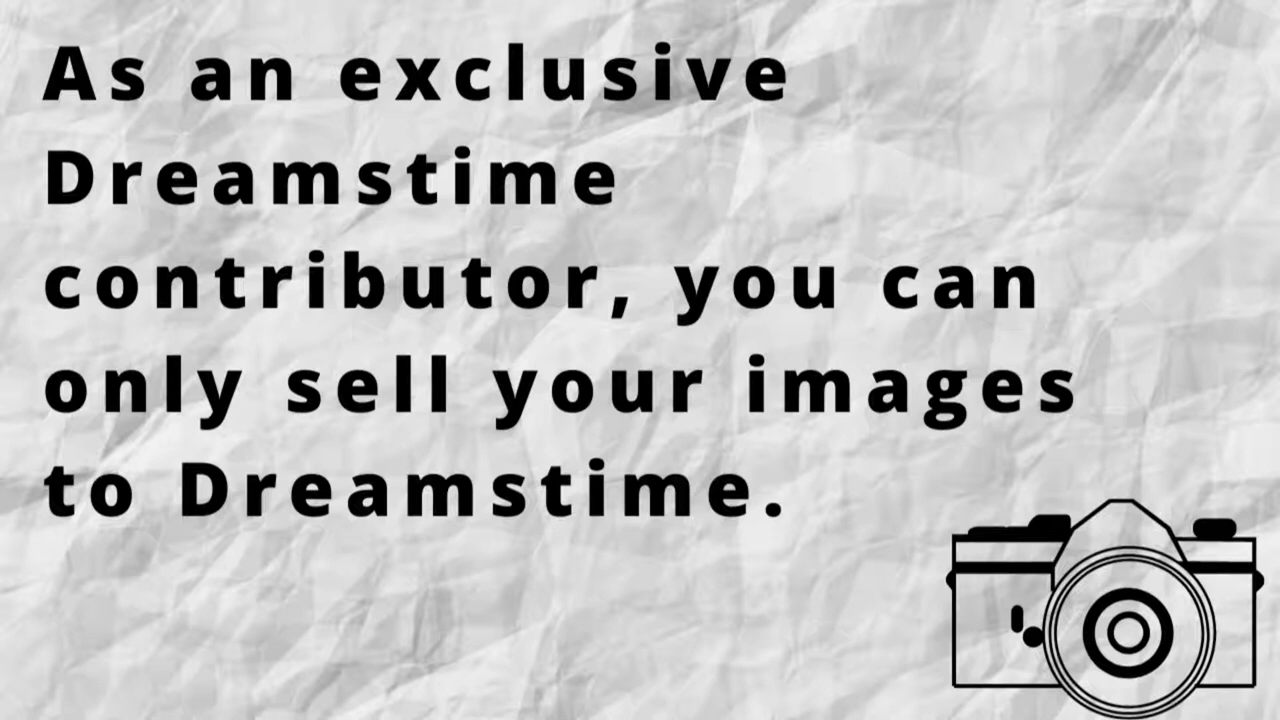 As an exclusive
Dreamstime
contributor, you can
only sell your images
to Dreamstime.